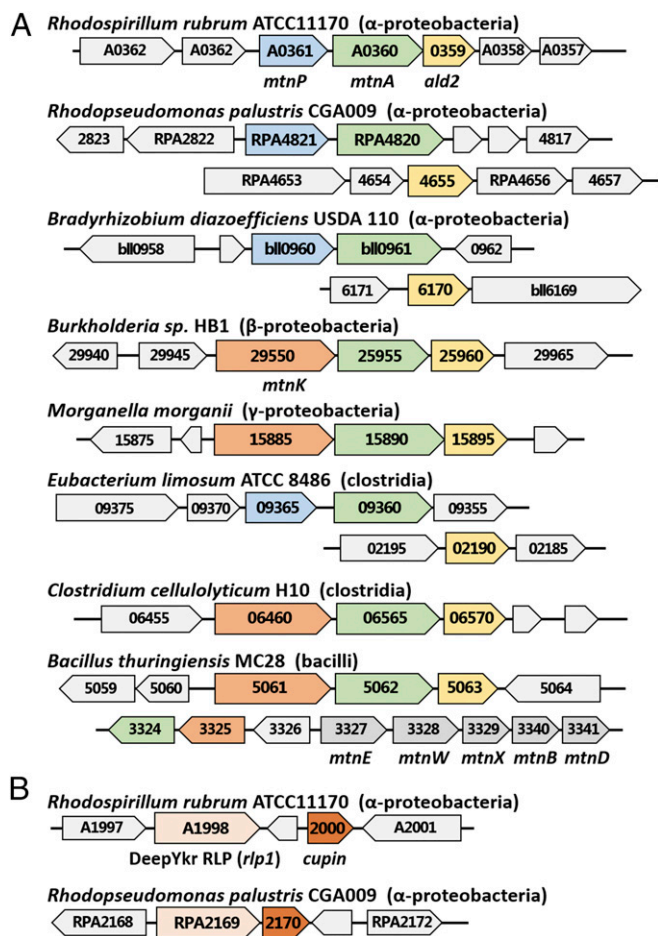 A
Rhodospirillum rubrum ATCC11170 (α-proteobacteria)
A0362 A0362 A0361 A0360 0359 A0358 A0357
mtnP mtnA ald2
Rhodopseudomonas palustris CGA009 (α-proteobacteria)
2823 RPA2822 RPA4821 RPA4820 4817
RPA4653 4654 4655 RPA4656 4657
Bradyrhizobium diazoefficiens USDA 110 (α-proteobacteria)
bll0958 bll0960 bll0961 0962
6171 6170 bll6169
Burkholderia sp. HB1 (β-proteobacteria)
29940 29945 29550 25955 25960 29965
mtnK
Morganella morganii (γ-proteobacteria)
15875 15885 15890 15895
Eubacterium limosum ATCC 8486 (clostridia)
09375 09370 09365 09360 09355
02195 02190 02185
Clostridium cellulolyticum H10 (clostridia)
06455 06460 06565 06570
Bacillus thuringiensis MC28 (bacilli)
5059 5060 5061 5062 5063 5064
3324 3325 3326 3327 3328 3329 3340 3341
mtnE mtnW mtnX mtnB mtnD
B
Rhodospirillum rubrum ATCC11170 (α-proteobacteria)
A1997 A1998 2000 A2001
DeepYkr RLP (rlp1) cupin
Rhodopseudomonas palustris CGA009 (α-proteobacteria)
RPA2168 RPA2169 2170 RPA2172